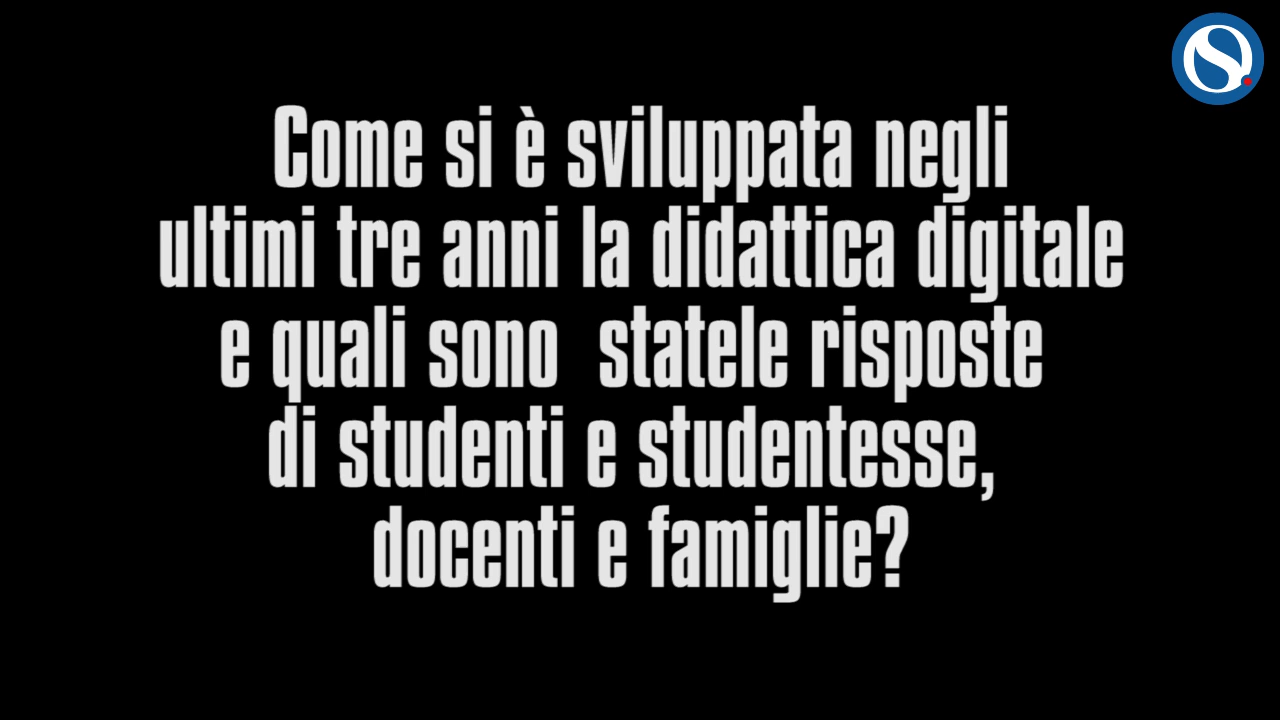 Come si è sviluppata negli
ultimi tre anni la didattica digitale
e quali sono  statele risposte
di studenti e studentesse,
docenti e famiglie?